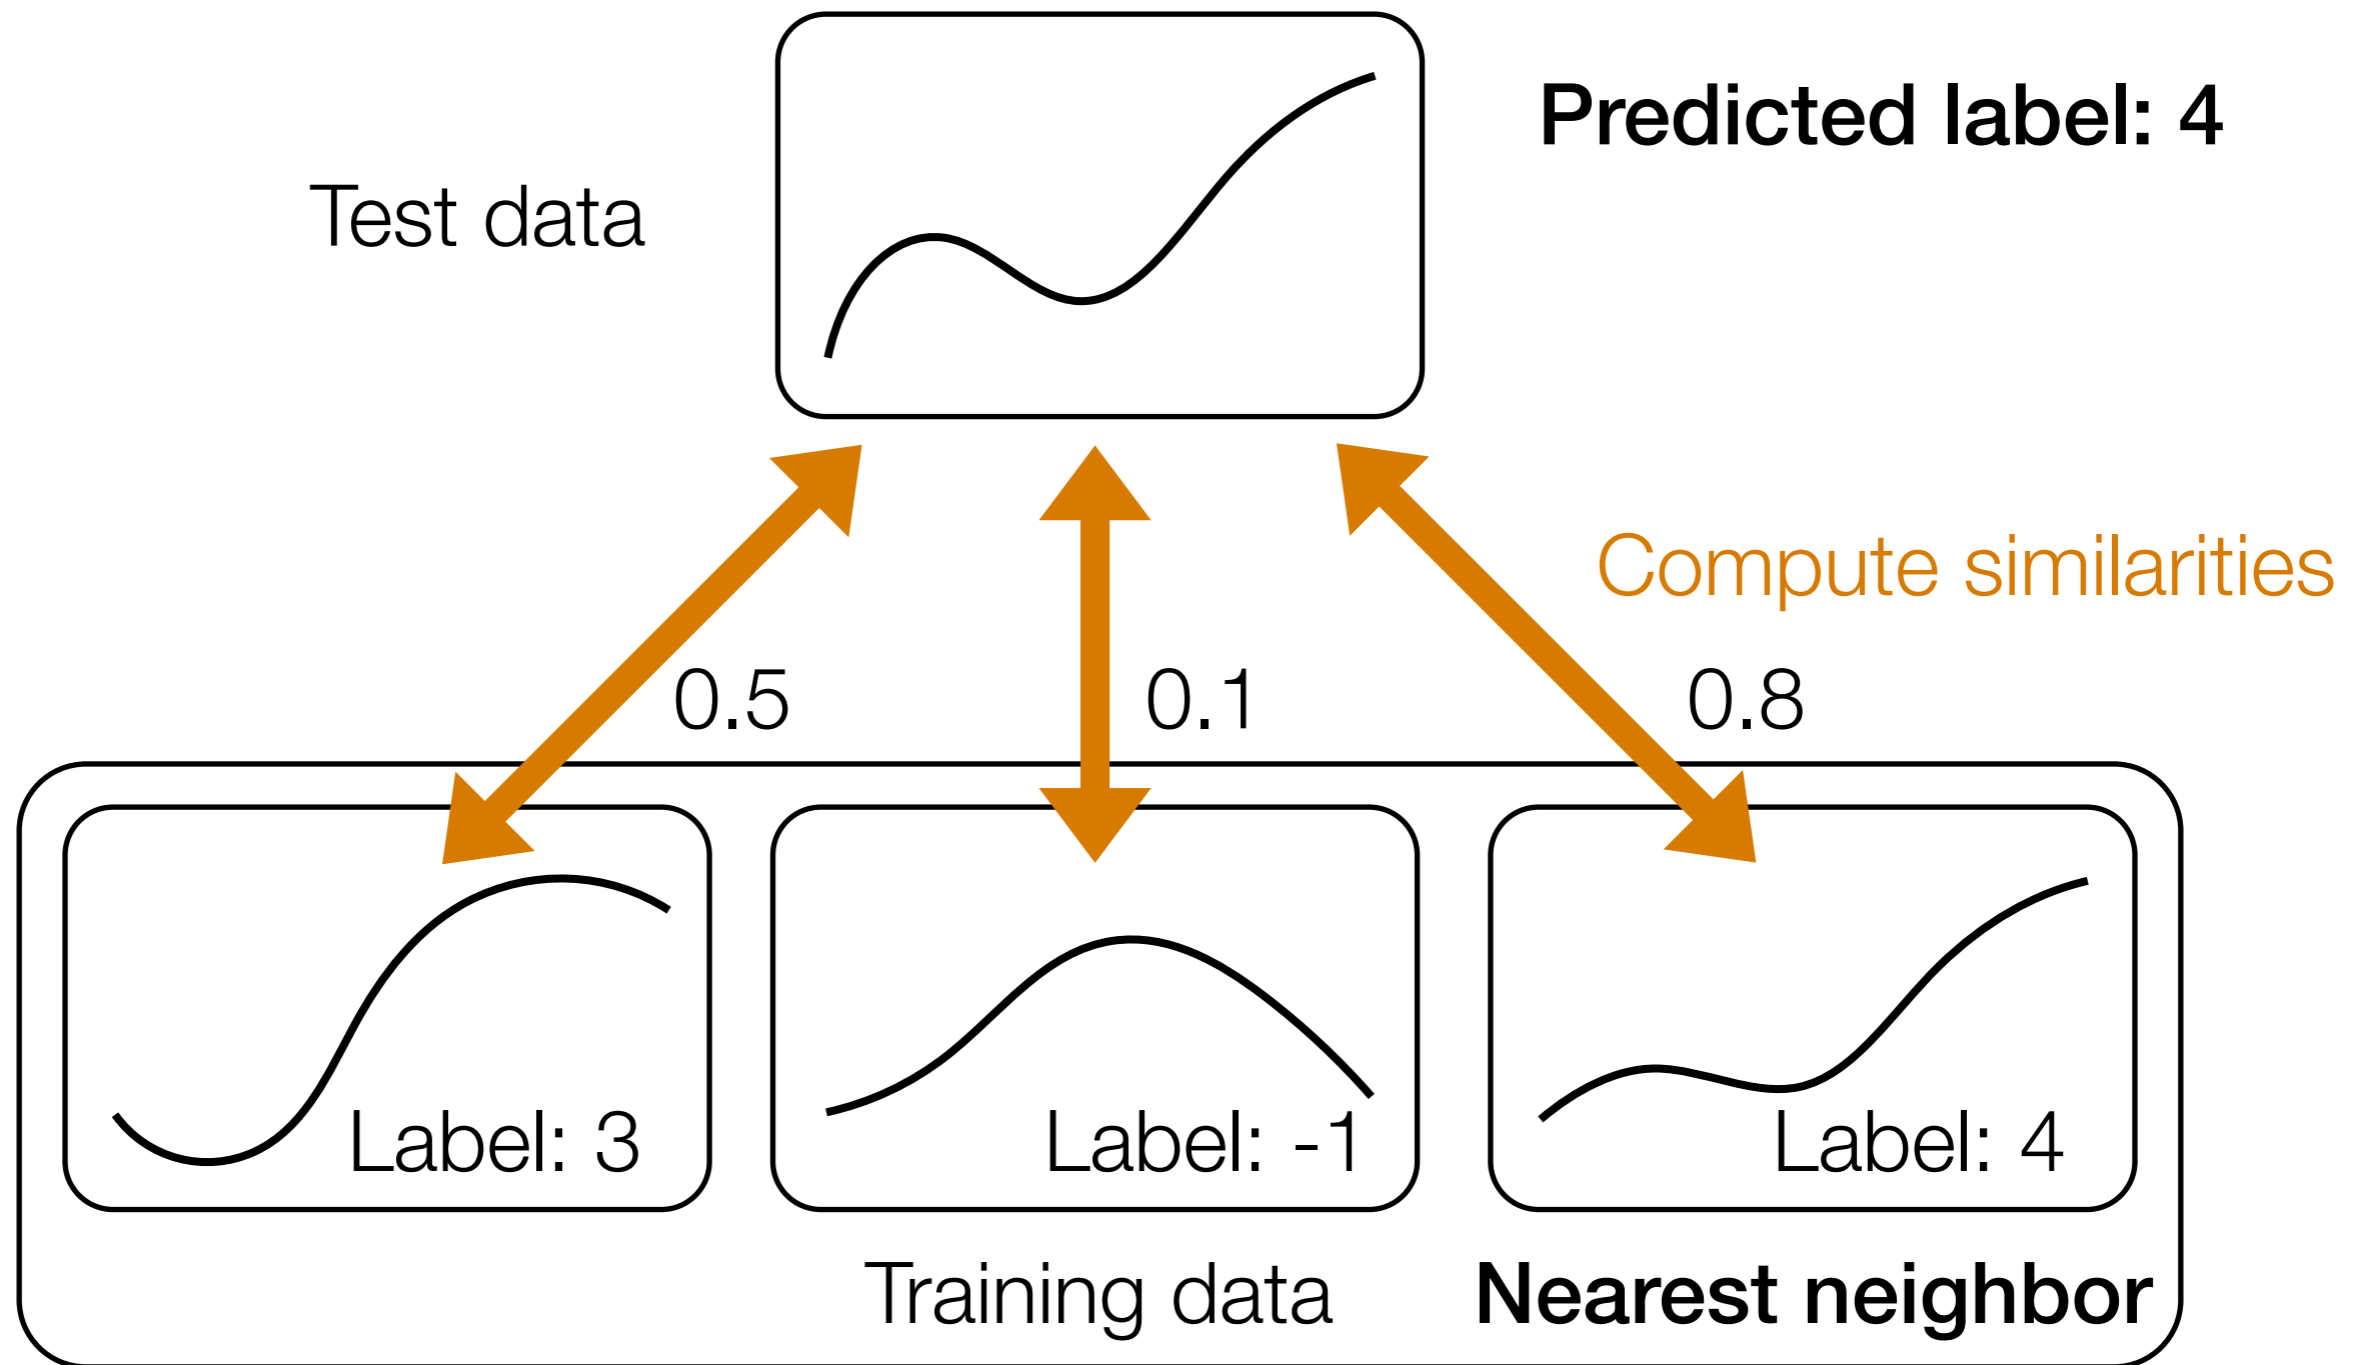 Predicted label: 4
Test data
Compute similarities
0.5
0.1
0.8
Label: 3
Label: -1
Label: 4
Training data
Nearest neighbor